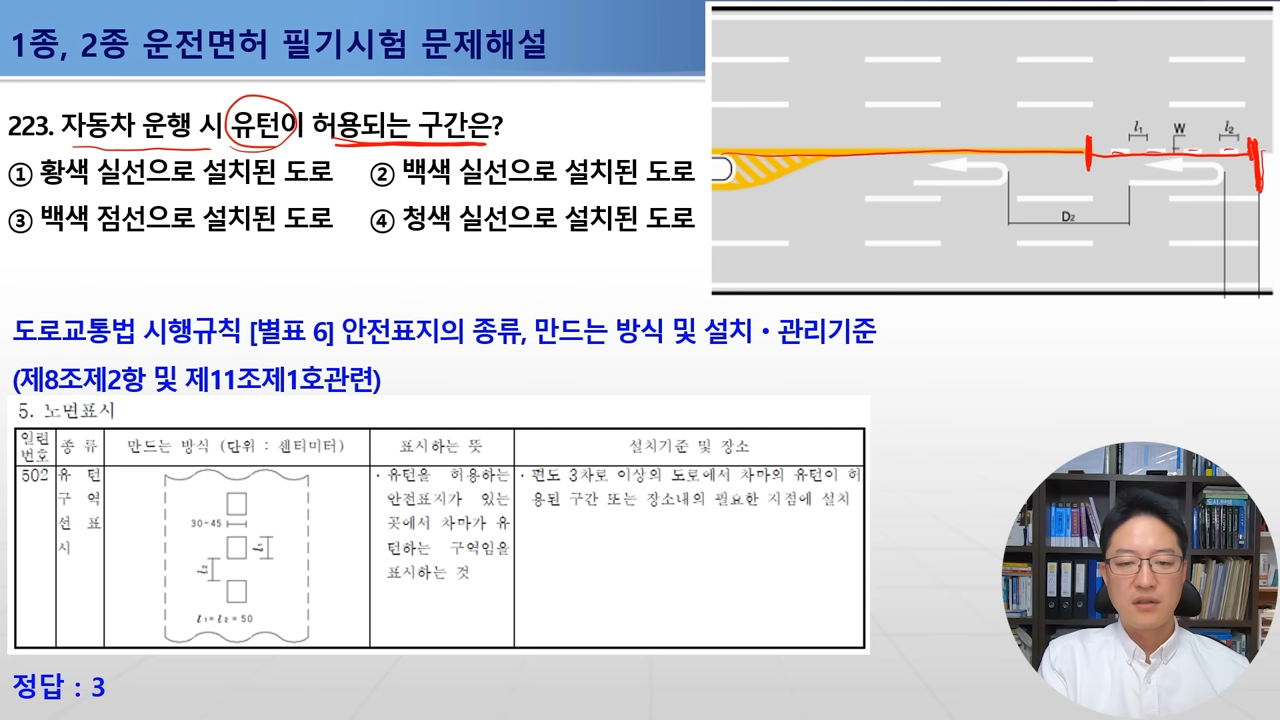 1종, 2종 운전면허 필기시험 문제해설
223. 자동차 운행 시 유턴이 허용되는 구간은?
① 황색 실선으로 설치된 도로 ② 백색 실선으로 설치된 도로
③ 백색 점선으로 설치된 도로 ④ 청색 실선으로 설치된 도로
l1 W l2
D2
도로교통법 시행규칙 [별표 6] 안전표지의 종류, 만드는 방식 및 설치・관리기준
(제8조제2항 및 제11조제1호관련)
5. 노면표시
일련번호 종 류 만드는 방식 (단위 : 센티미터) 표시하는 뜻 설치기준 및 장소
502 유 턴 · 유턴을 허용하는 · 편도 3차로 이상의 도로에서 차마의 유턴이 허
구 역 안전표지가 있는 용된 구간 또는 장소내의 필요한 지점에 설치
선 표 30~45 곳에서 차마가 유
시 l2 l1 턴하는 구역임을
표시하는 것
l1=l2=50
정답 : 3